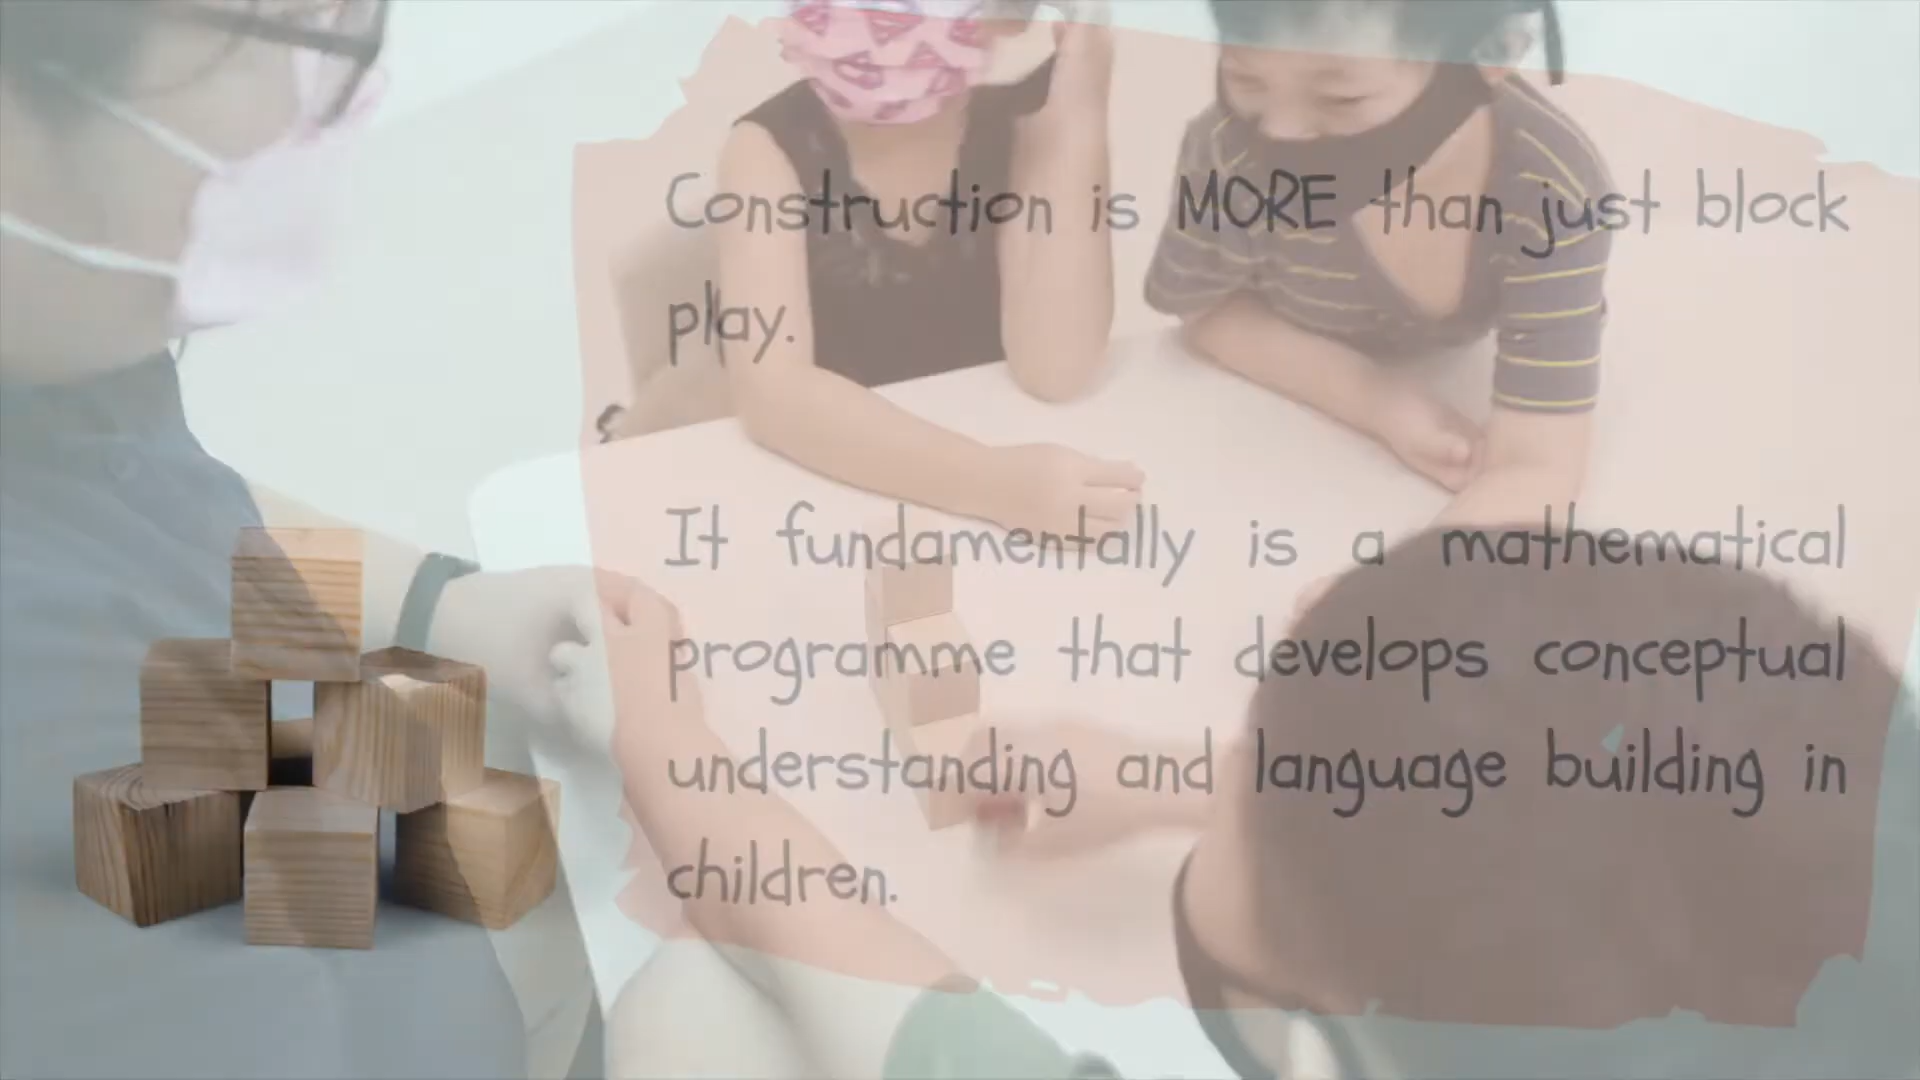 Construction is MORE than just block
play.
It fundamentally is a mathematical
programme that develops conceptual
understanding and language building in
children.